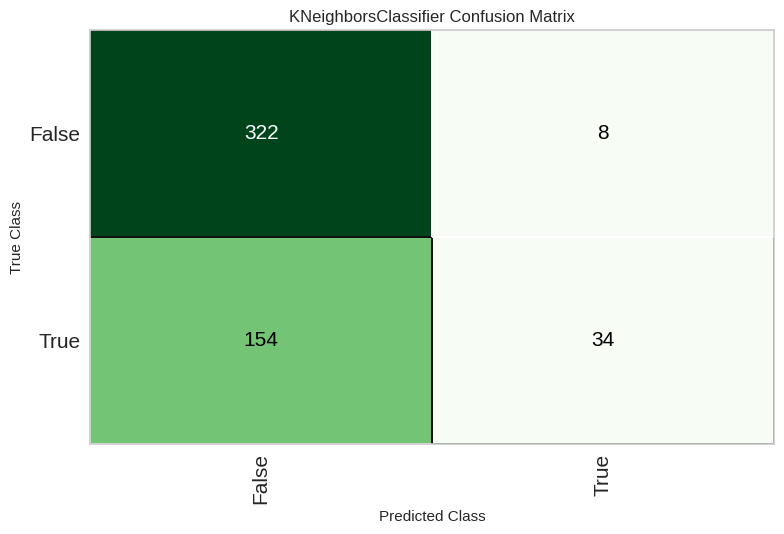 KNeighborsClassifier Confusion Matrix
322
8
False
True Class
154
34
True
False
True
Predicted Class